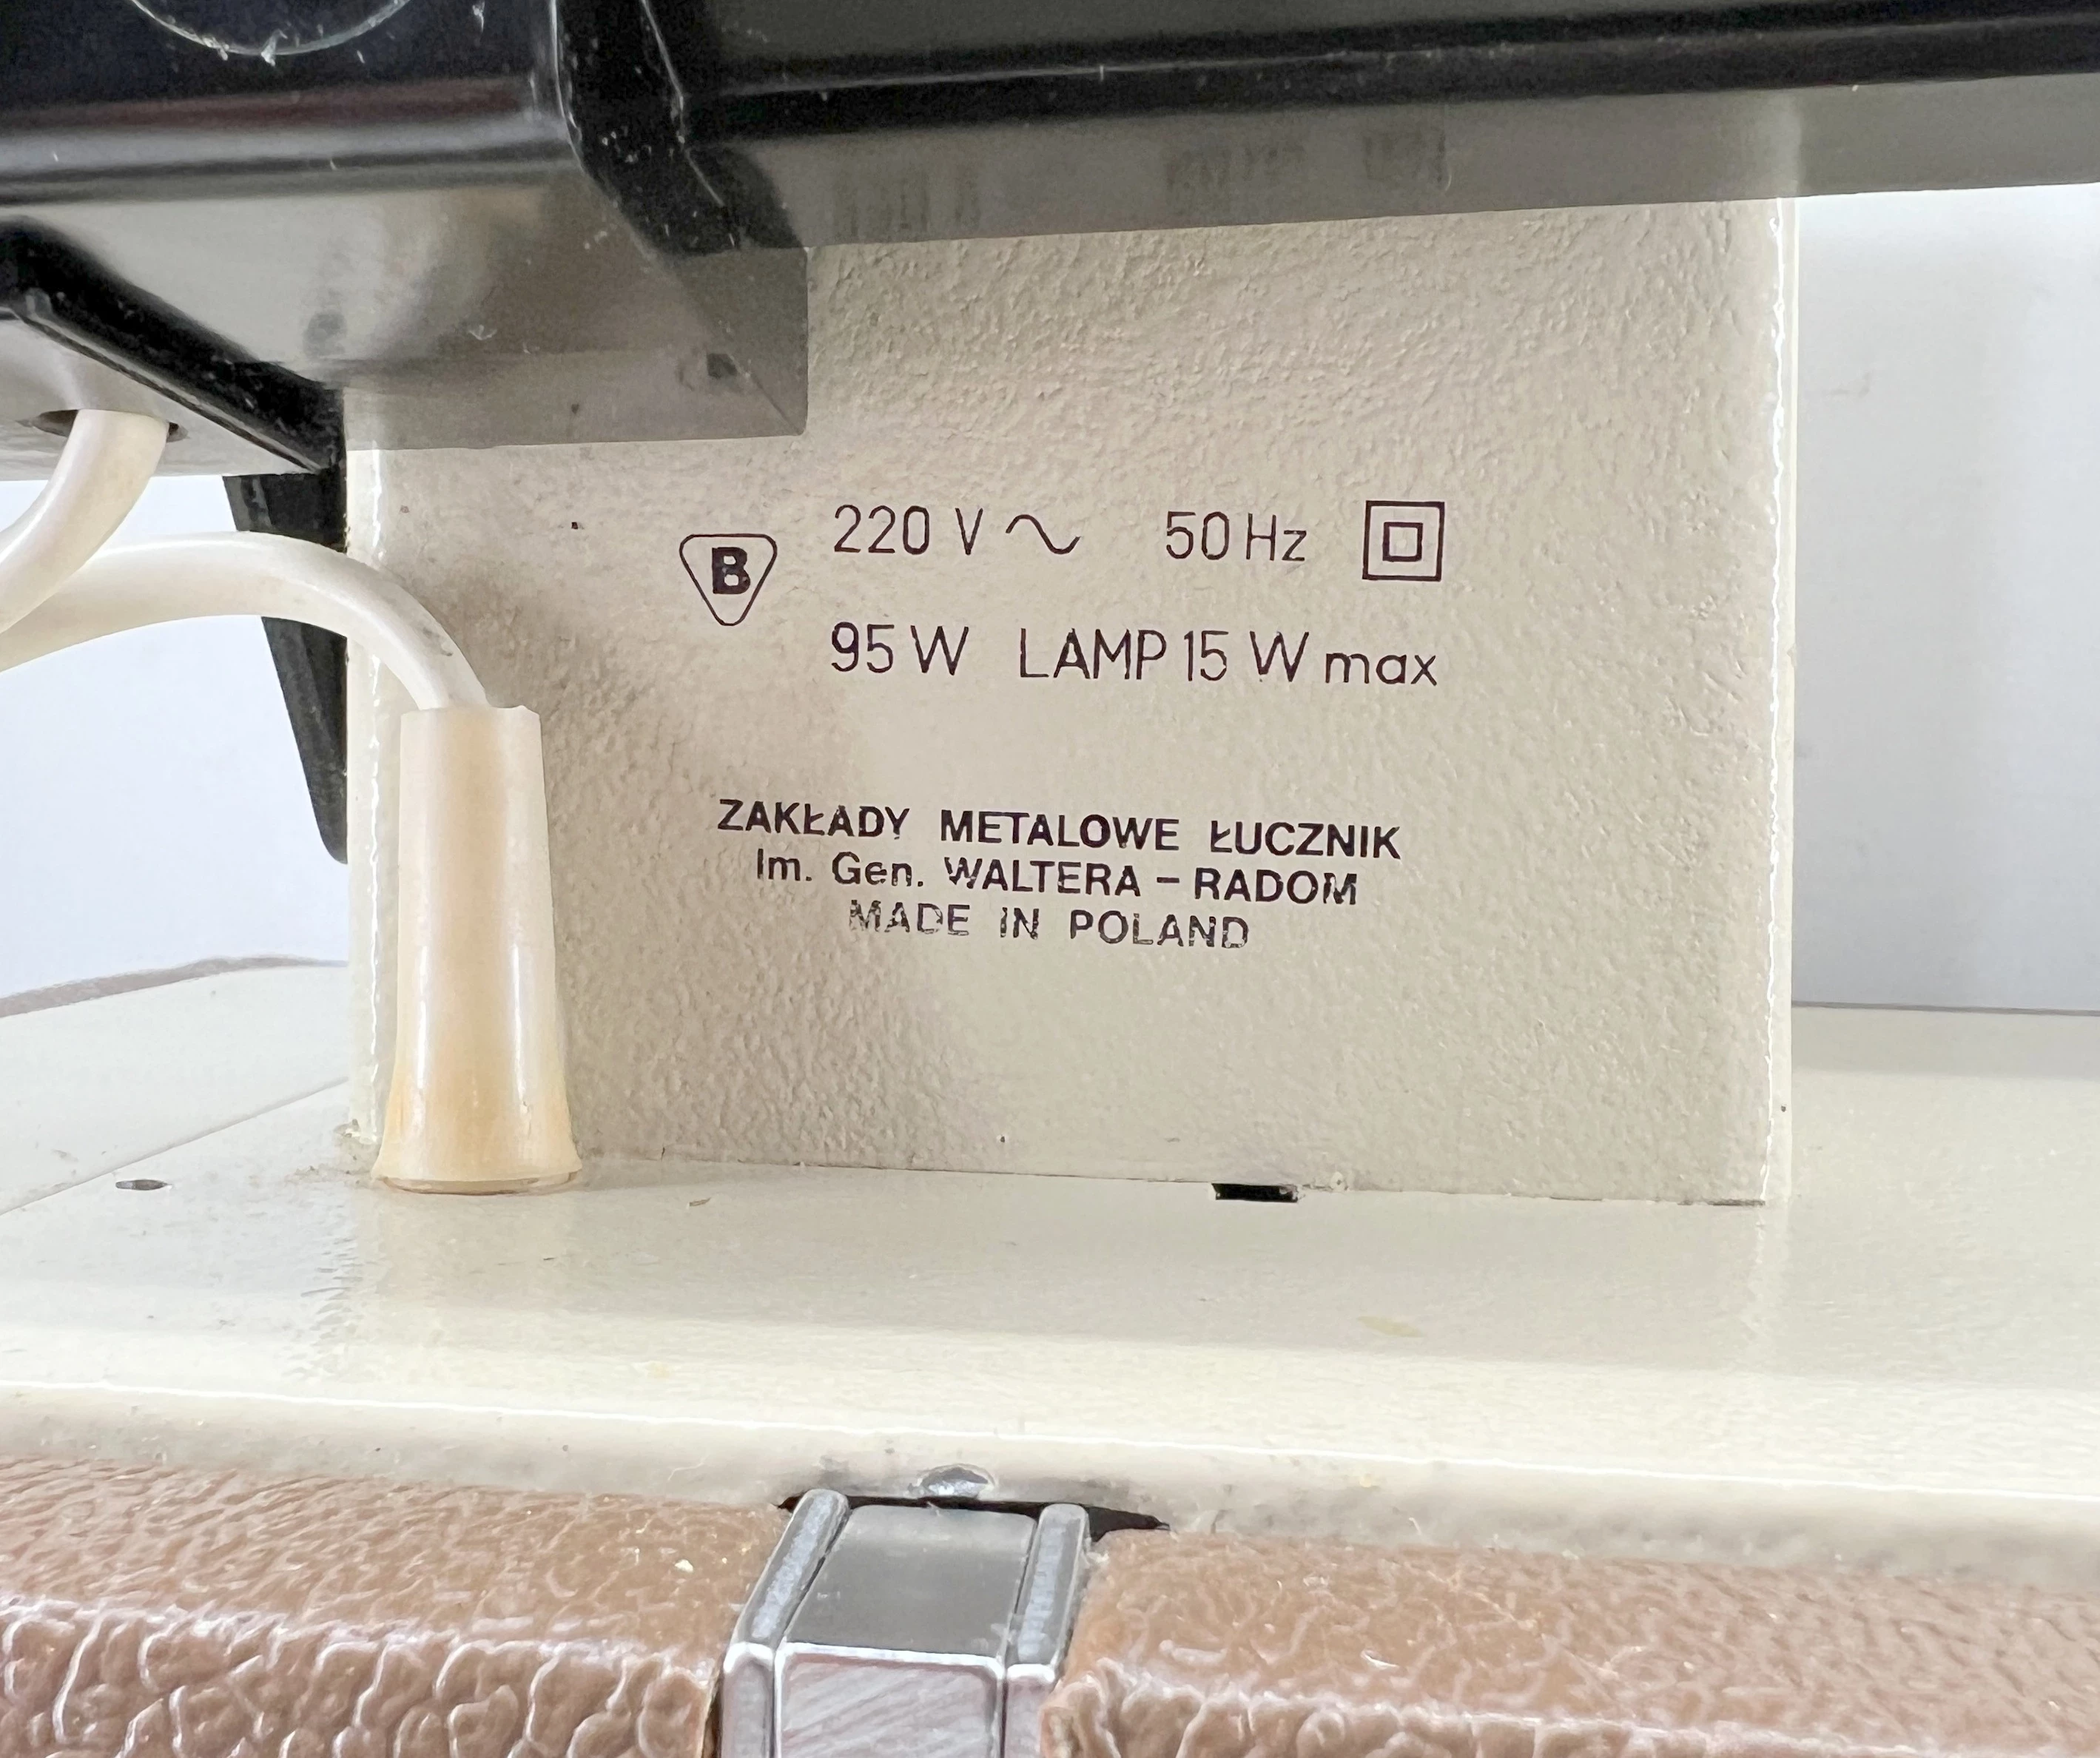 B
220 V ~ 50 Hz
95 W LAMP 15 W max
ZAKŁADY METALOWE ŁUCZNIK
Im. Gen. WALTERA – RADOM
MADE IN POLAND